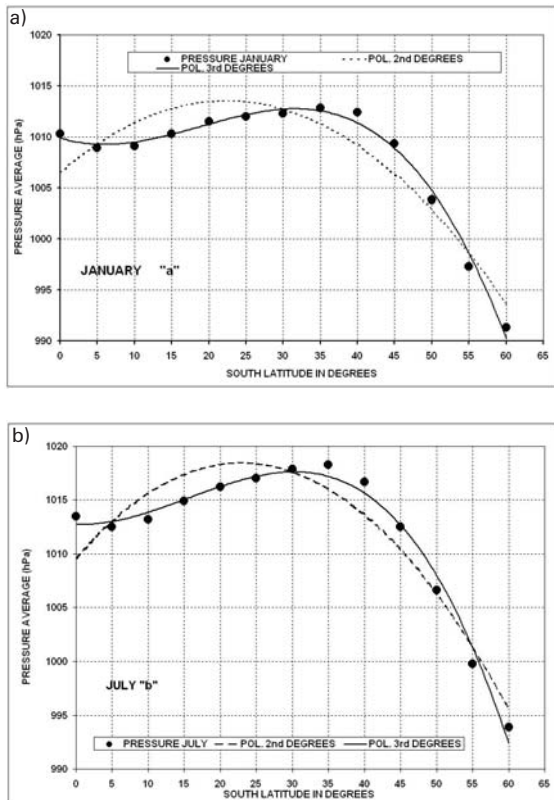 a)
1020
1015
1010
1005
1000
995
990
PRESSURE AVERAGE (hPa)
PRESSURE JANUARY POL. 2nd DEGREES
POL. 3rd DEGREES
JANUARY "a"
0 5 10 15 20 25 30 35 40 45 50 55 60 65
SOUTH LATITUDE IN DEGREES
b)
1020
1015
1010
1005
1000
995
990
PRESSURE AVERAGE (hPa)
JULY "b"
PRESSURE JULY POL. 2nd DEGREES POL. 3rd DEGREES
0 5 10 15 20 25 30 35 40 45 50 55 60 65
SOUTH LATITUDE IN DEGREES